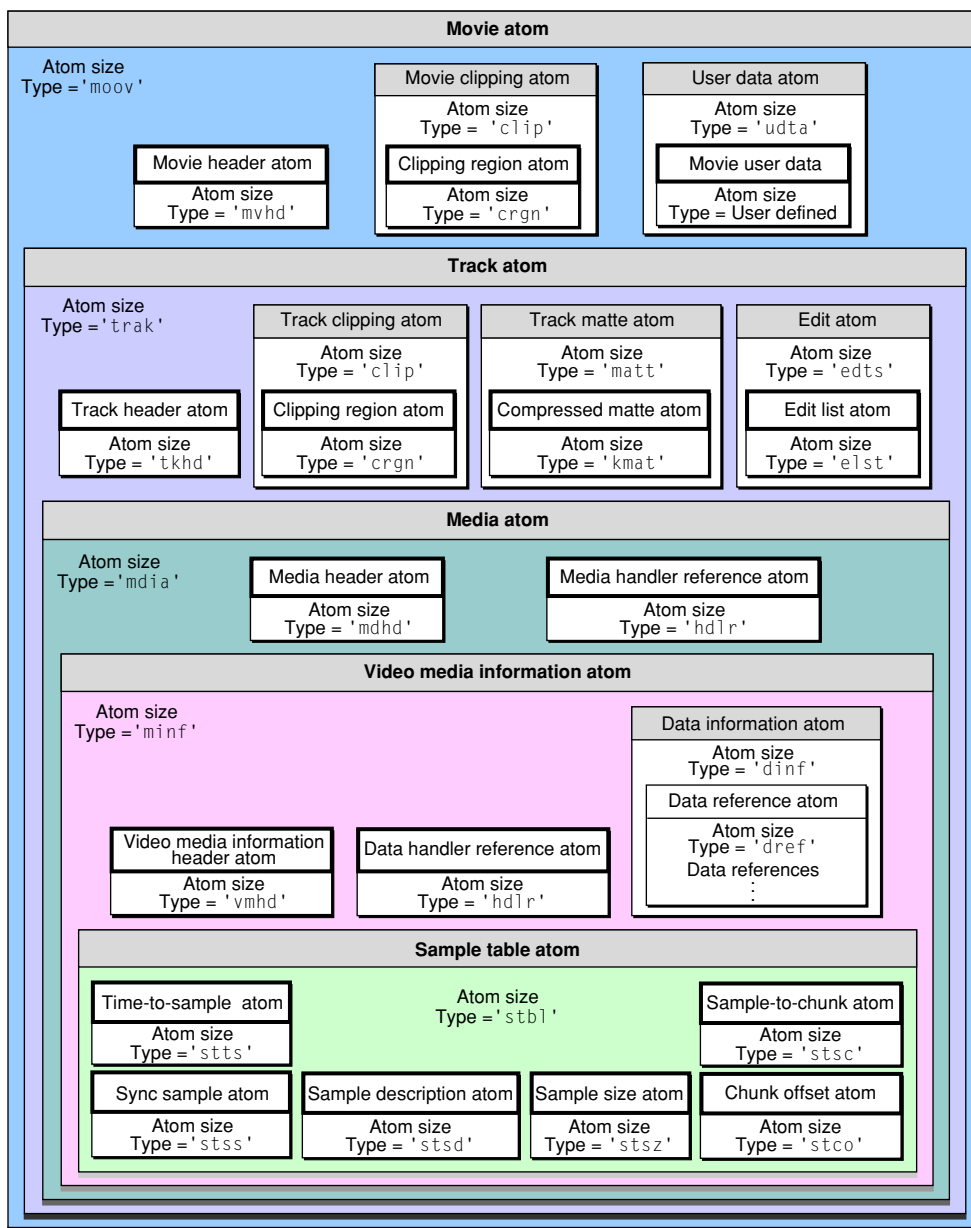 Movie atom
Atom size
Type ='moov'
Movie clipping atom
Atom size
Type = 'clip'
Clipping region atom
Atom size
Type = 'crgn'
User data atom
Atom size
Type = 'udta'
Movie user data
Atom size
Type = User defined
Movie header atom
Atom size
Type = 'mvhd'
Track atom
Atom size
Type ='trak'
Track clipping atom
Atom size
Type = 'clip'
Clipping region atom
Atom size
Type = 'crgn'
Track matte atom
Atom size
Type = 'matt'
Compressed matte atom
Atom size
Type = 'kmat'
Edit atom
Atom size
Type = 'edts'
Edit list atom
Atom size
Type = 'elst'
Track header atom
Atom size
Type = 'tkhd'
Media atom
Atom size
Type ='mdia'
Media header atom
Atom size
Type = 'mdhd'
Media handler reference atom
Atom size
Type = 'hdlr'
Video media information atom
Atom size
Type ='minf'
Data information atom
Atom size
Type = 'dinf'
Data reference atom
Atom size
Type = 'dref'
Data references
⋮
Video media information
header atom
Atom size
Type = 'vmhd'
Data handler reference atom
Atom size
Type = 'hdlr'
Sample table atom
Time-to-sample atom
Atom size
Type ='stts'
Atom size
Type ='stbl'
Sample-to-chunk atom
Atom size
Type = 'stsc'
Sync sample atom
Atom size
Type= 'stss'
Sample description atom
Atom size
Type= 'stsd'
Sample size atom
Atom size
Type= 'stsz'
Chunk offset atom
Atom size
Type= 'stco'